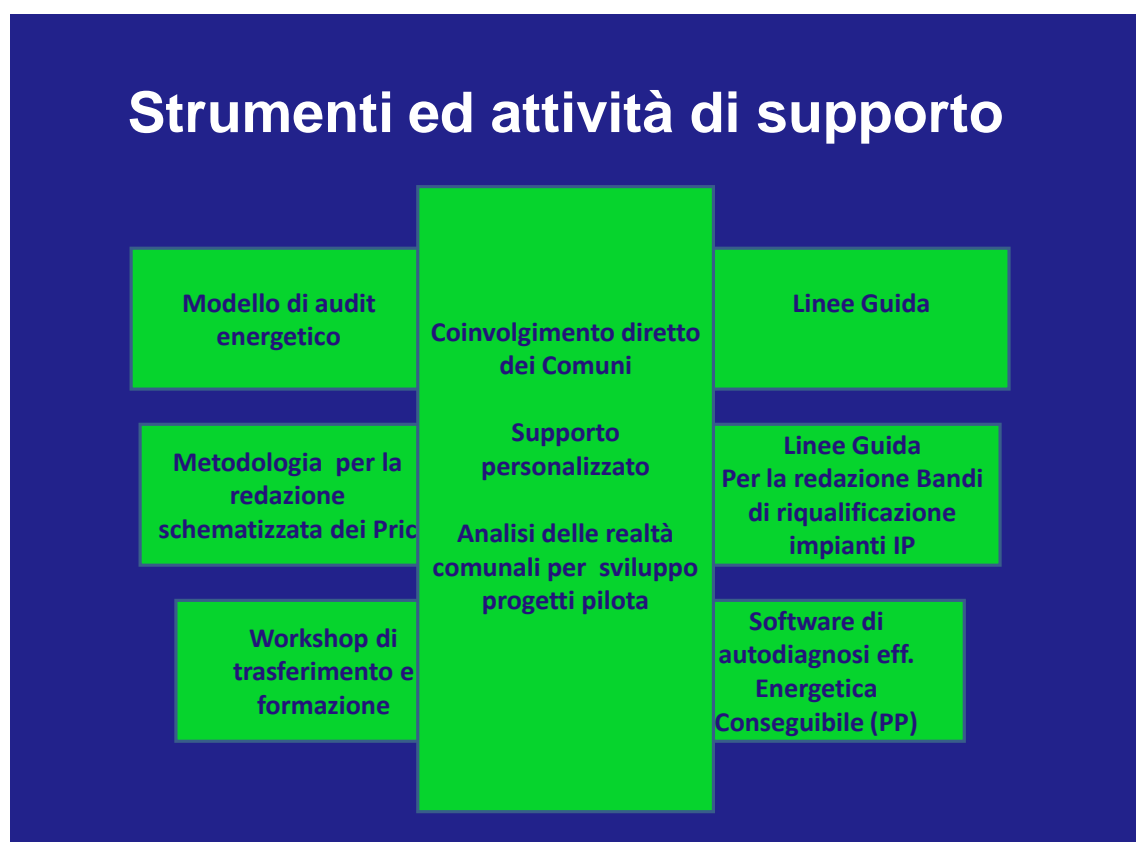 Strumenti ed attività di supporto
Modello di audit
energetico
Metodologia per la
redazione
schematizzata dei Pric
Workshop di
trasferimento e
formazione
Coinvolgimento diretto
dei Comuni
Supporto
personalizzato
Analisi delle realtà
comunali per sviluppo
progetti pilota
Linee Guida
Linee Guida
Per la redazione Bandi
di riqualificazione
impianti IP
Software di
autodiagnosi eff.
Energetica
Conseguibile (PP)